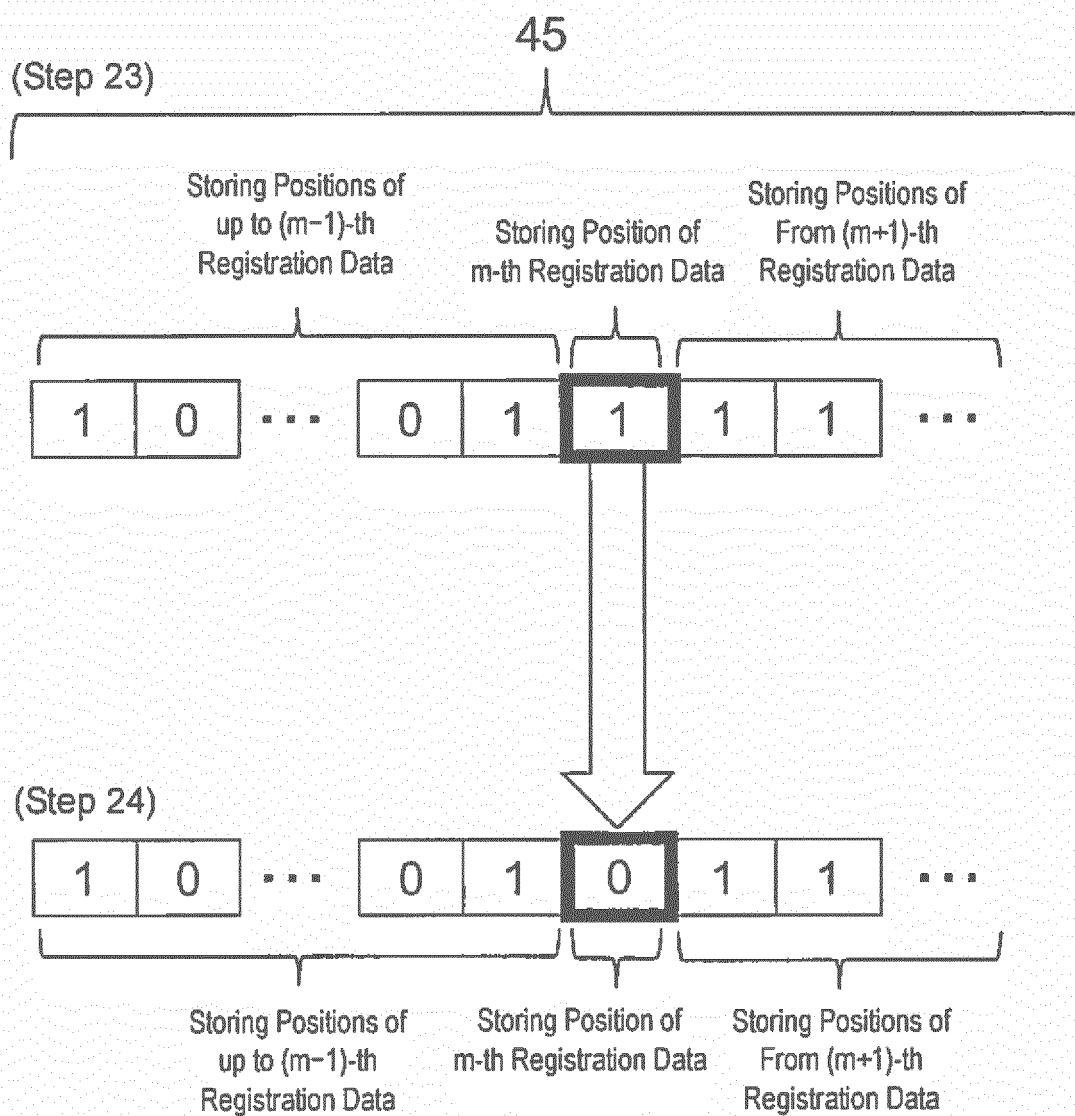 45
(Step 23)
Storing Positions of
up to (m−1)-th
Registration Data
Storing Position of
m-th Registration Data
Storing Positions of
From (m+1)-th
Registration Data
1 0 ··· 0 1 1 1 1 ···
(Step 24)
1 0 ··· 0 1 0 1 1 ···
Storing Positions of
up to (m−1)-th
Registration Data
Storing Position of
m-th Registration Data
Storing Positions of
From (m+1)-th
Registration Data